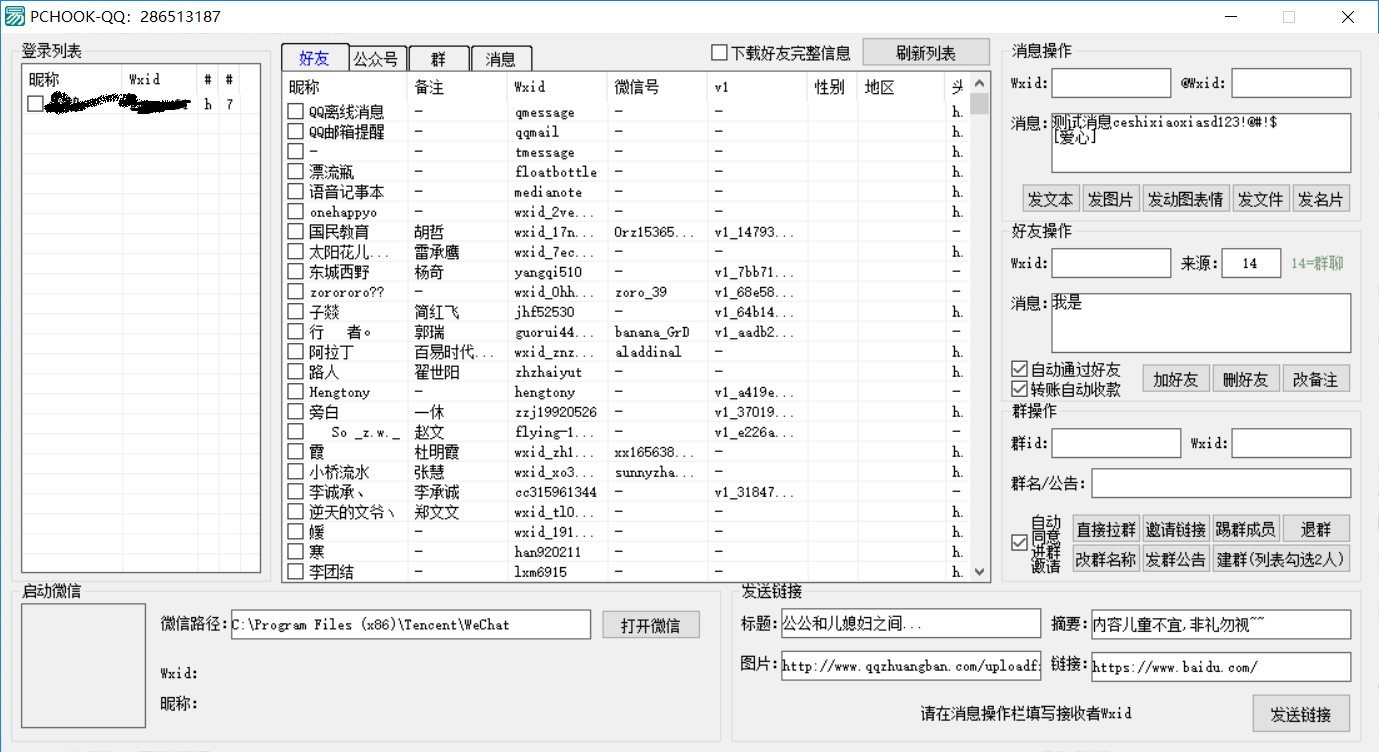 PCHOOK-QQ：286513187
登录列表
昵称 Wxid # #
h 7
好友 公众号 群 消息
下载好友完整信息 刷新列表
昵称 备注 Wxid 微信号 v1 性别 地区 头
QQ离线消息 - qmessage - - h.
QQ邮箱提醒 - qqmail - - h.
- - tmessage - - h.
漂流瓶 - floatbottle - - h.
语音记事本 - medianote - - h.
onehappyo - wxid_2ve... - - h.
国民教育 胡哲 wxid_17n... Orz15365... v1_14793... -
太阳花儿... 雷承鹰 wxid_7ec... - - h.
东城西野 杨奇 yangqi510 - v1_7bb71... -
zorororo?? - wxid_0hh... zoro_39 v1_68e58... -
子燚 简红飞 jhf52530 - v1_64b14... h.
行 者。 郭瑞 guorui44... banana_GrD v1_aadb2... -
阿拉丁 百易时代... wxid_znz... aladdinal - h.
路人 翟世阳 zhzhaiyut - - h.
Hengtony - hengtony - v1_a419e... -
旁白 一休 zzj19920526 - v1_37019... h.
So _z.w._ 赵文 flying-1... - v1_e226a... -
霞 杜明霞 wxid_zh1... xx165638... - h.
小桥流水 张慧 wxid_xo3... sunnyzha... - h.
李诚承、 李承诚 cc315961344 - v1_31847... -
逆天的文爷丶 郑文文 wxid_tl0... - - h.
媛 - wxid_191... - - h.
寒 - han920211 - - h.
李团结 - lxm6915 - - h.
消息操作
Wxid: @Wxid:
消息: 测试消息ceshixiaoxiasd123!@#!$
[爱心]
发文本 发图片 发动图表情 发文件 发名片
好友操作
Wxid: 来源: 14 14=群聊
消息: 我是
自动通过好友
转账自动收款
加好友 删好友 改备注
群操作
群id: Wxid:
群名/公告:
自动
同意
进群
邀请
直接拉群 邀请链接 踢群成员 退群
改群名称 发群公告 建群(列表勾选2人)
启动微信
微信路径: C:\Program Files (x86)\Tencent\WeChat 打开微信
Wxid:
昵称:
发送链接
标题: 公公和儿媳妇之间... 摘要: 内容儿童不宜,非礼勿视~~
图片: http://www.qqzhuangban.com/uploadf 链接: https://www.baidu.com/
请在消息操作栏填写接收者Wxid 发送链接